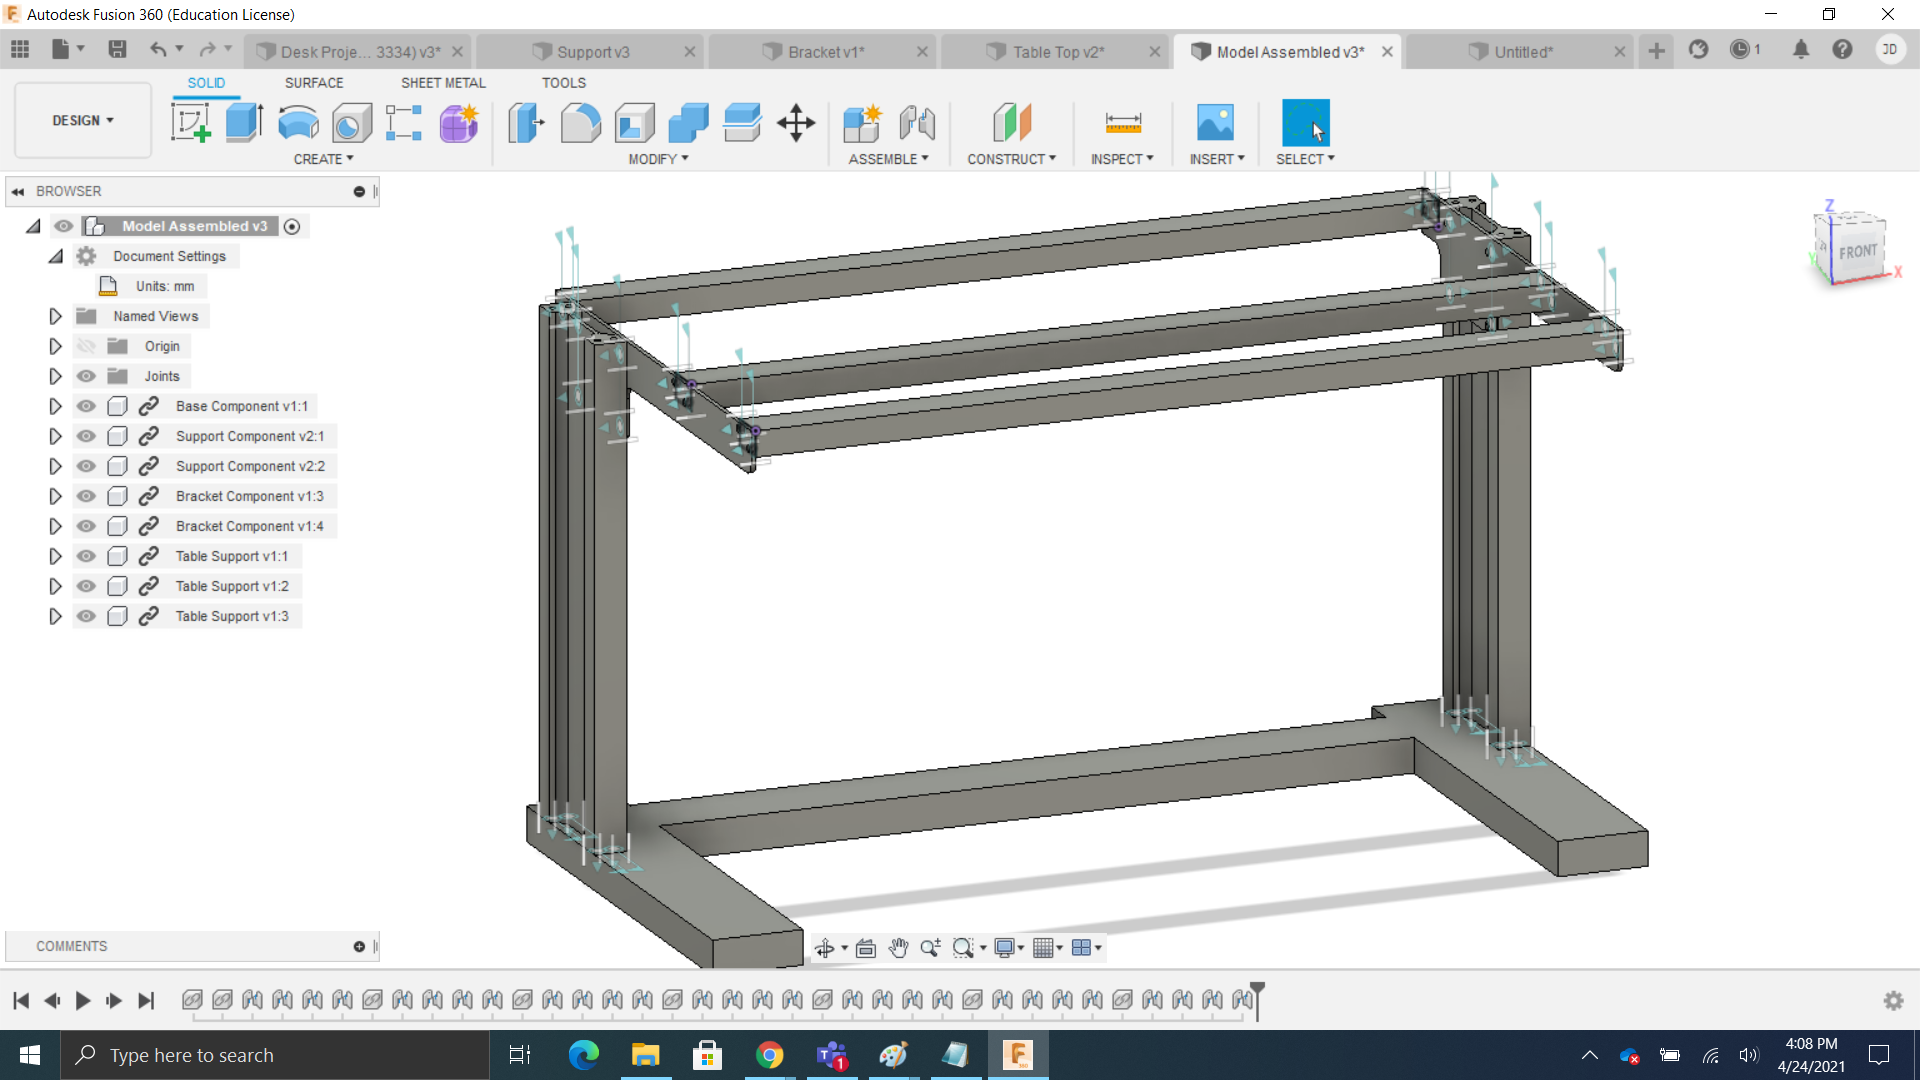 Autodesk Fusion 360 (Education License)
Desk Proje... 3334) v3*
Support v3
Bracket v1*
Table Top v2*
Model Assembled v3*
Untitled*
1
JD
SOLID
SURFACE
SHEET METAL
TOOLS
DESIGN
CREATE
MODIFY
ASSEMBLE
CONSTRUCT
INSPECT
INSERT
SELECT
BROWSER
Model Assembled v3
Document Settings
Units: mm
Named Views
Origin
Joints
Base Component v1:1
Support Component v2:1
Support Component v2:2
Bracket Component v1:3
Bracket Component v1:4
Table Support v1:1
Table Support v1:2
Table Support v1:3
Z
FRONT
X
Y
COMMENTS
Type here to search
1
4:08 PM
4/24/2021